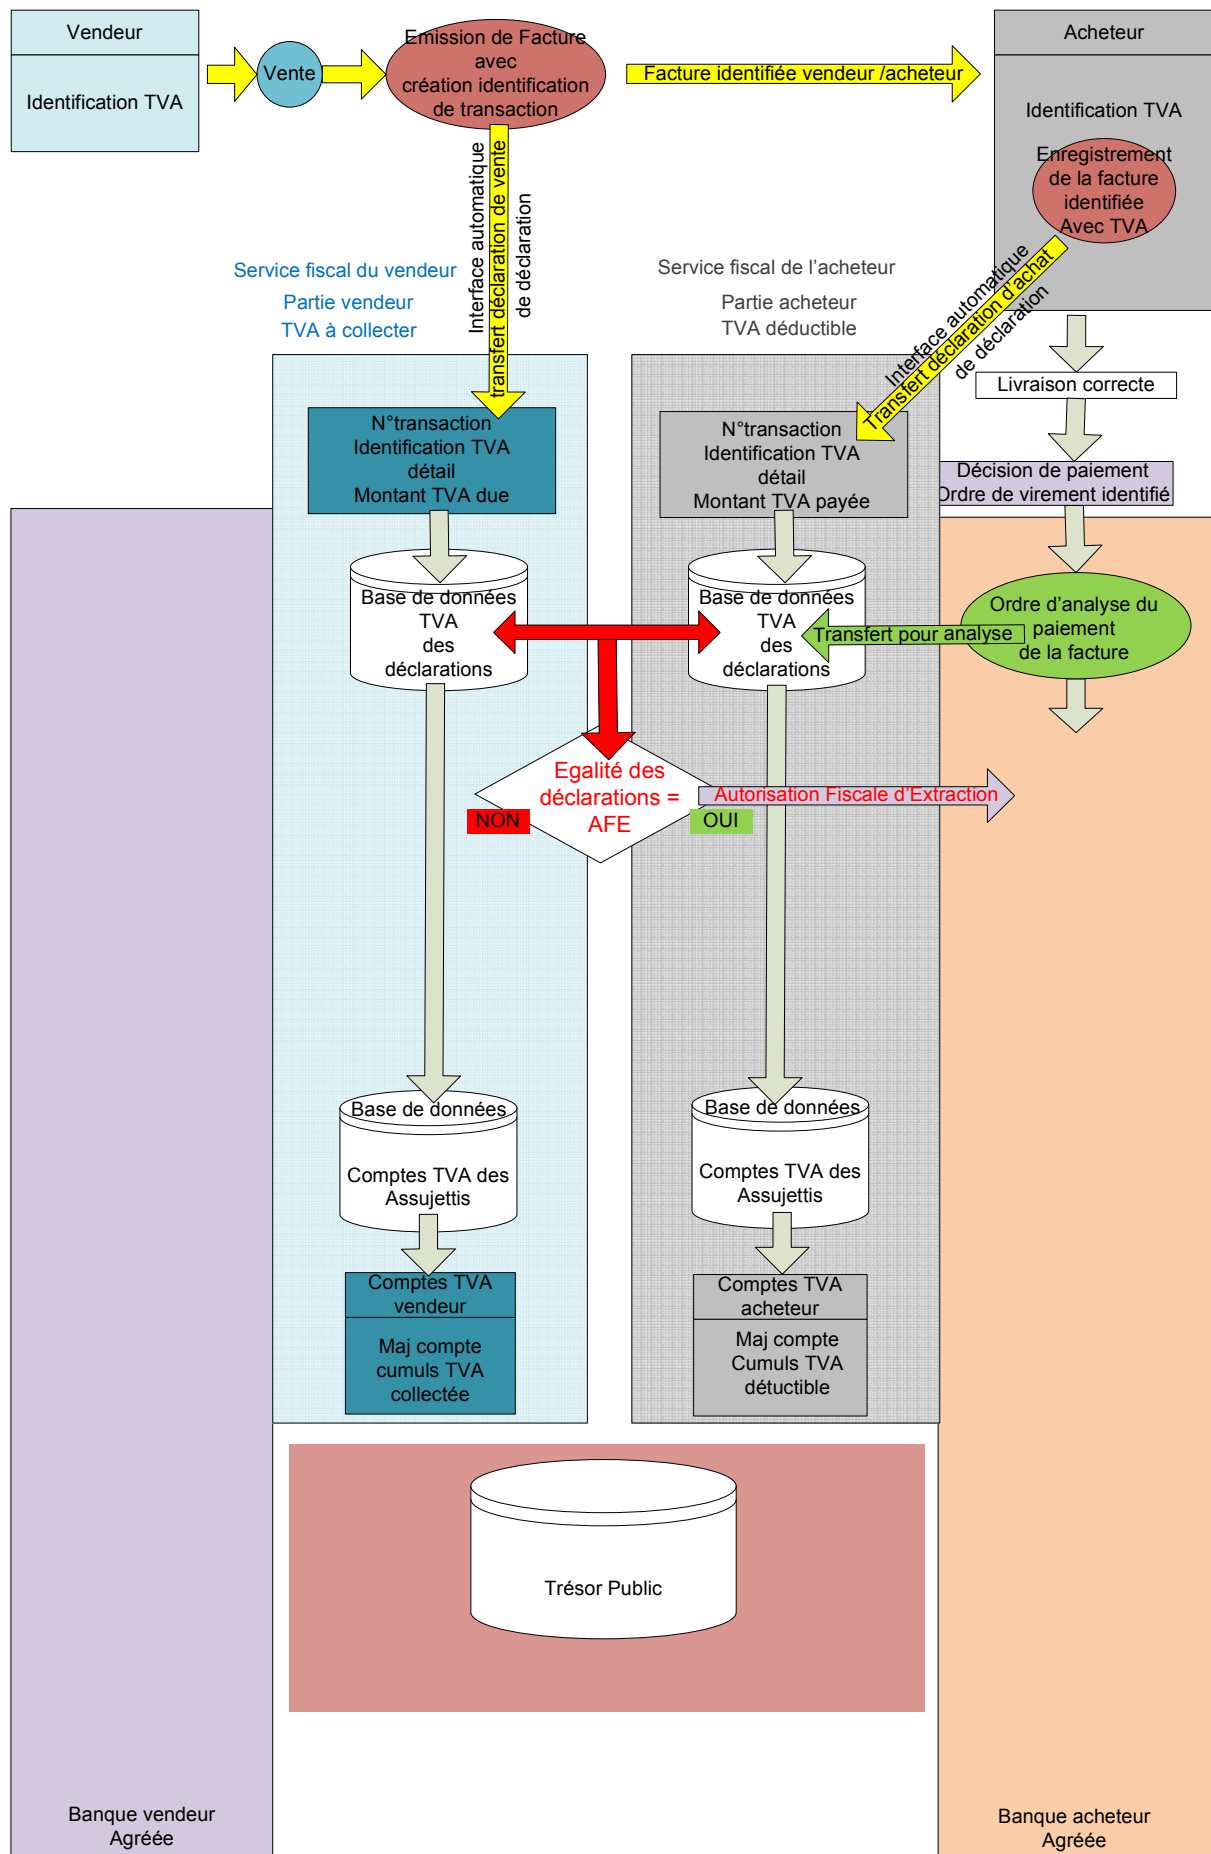 Vendeur
Identification TVA
Vente
Emission de Facture
avec
création identification
de transaction
Facture identifiée vendeur /acheteur
Acheteur
Identification TVA
Enregistrement
de la facture
identifiée
Avec TVA
Interface automatique
transfert déclaration de vente
de déclaration
Service fiscal du vendeur
Partie vendeur
TVA à collecter
Service fiscal de l’acheteur
Partie acheteur
TVA déductible
Interface automatique
Transfert déclaration d’achat
de déclaration
Livraison correcte
Décision de paiement
Ordre de virement identifié
N°transaction
Identification TVA
détail
Montant TVA due
N°transaction
Identification TVA
détail
Montant TVA payée
Base de données
TVA
des
déclarations
Base de données
TVA
des
déclarations
Transfert pour analyse
Ordre d’analyse du
paiement
de la facture
Egalité des
déclarations =
AFE
NON
OUI
Autorisation Fiscale d’Extraction
Base de données
Comptes TVA des
Assujettis
Base de données
Comptes TVA des
Assujettis
Comptes TVA
vendeur
Maj compte
cumuls TVA
collectée
Comptes TVA
acheteur
Maj compte
Cumuls TVA
détuctible
Trésor Public
Banque vendeur
Agréée
Banque acheteur
Agréée